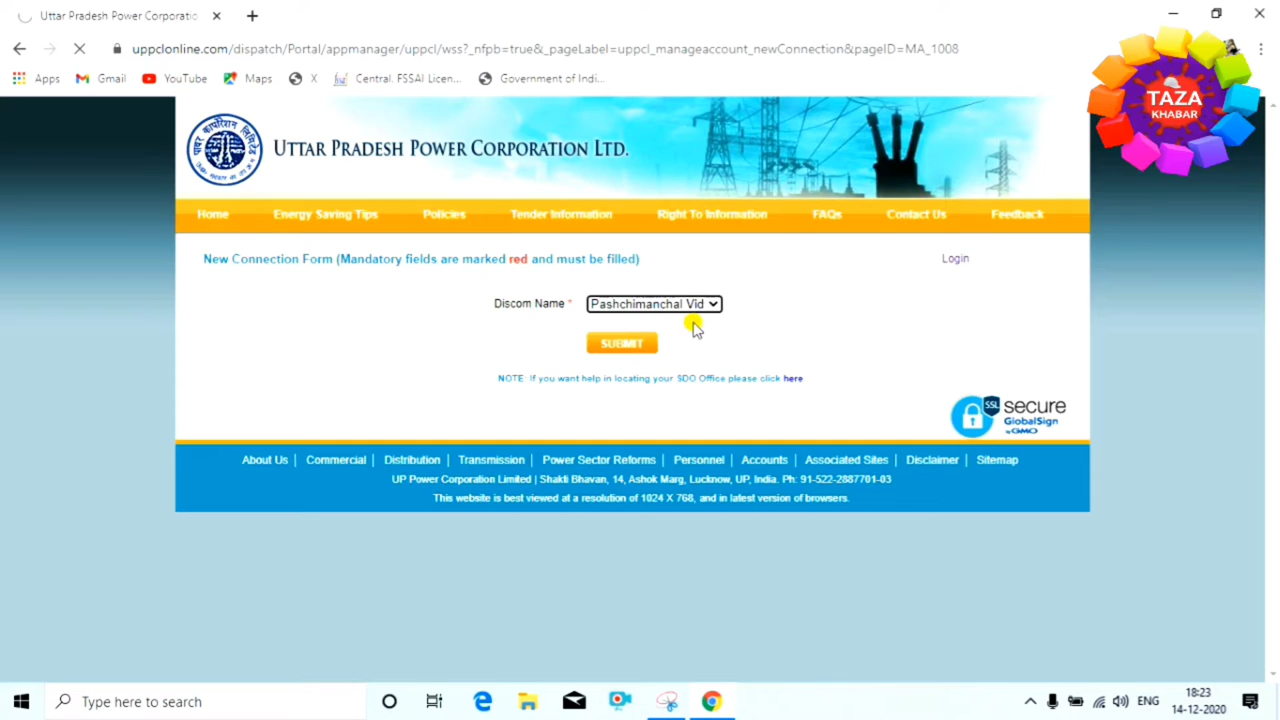 Uttar Pradesh Power Corporatio
uppclonline.com/dispatch/Portal/appmanager/uppcl/wss?_nfpb=true&_pageLabel=uppcl_manageaccount_newConnection&pageID=MA_1008
Apps Gmail YouTube Maps X Central. FSSAI Licen... Government of Indi...
TAZA
KHABAR
UTTAR PRADESH POWER CORPORATION LTD.
Home Energy Saving Tips Policies Tender Information Right To Information FAQs Contact Us Feedback
New Connection Form (Mandatory fields are marked red and must be filled) Login
Discom Name * Pashchimanchal Vid
SUBMIT
NOTE: If you want help in locating your SDO Office please click here
SSL secure
GlobalSign
by GMO
About Us | Commercial | Distribution | Transmission | Power Sector Reforms | Personnel | Accounts | Associated Sites | Disclaimer | Sitemap
UP Power Corporation Limited | Shakti Bhavan, 14, Ashok Marg, Lucknow, UP, India. Ph: 91-522-2887701-03
This website is best viewed at a resolution of 1024 X 768, and in latest version of browsers.
Type here to search ENG 18:23
14-12-2020